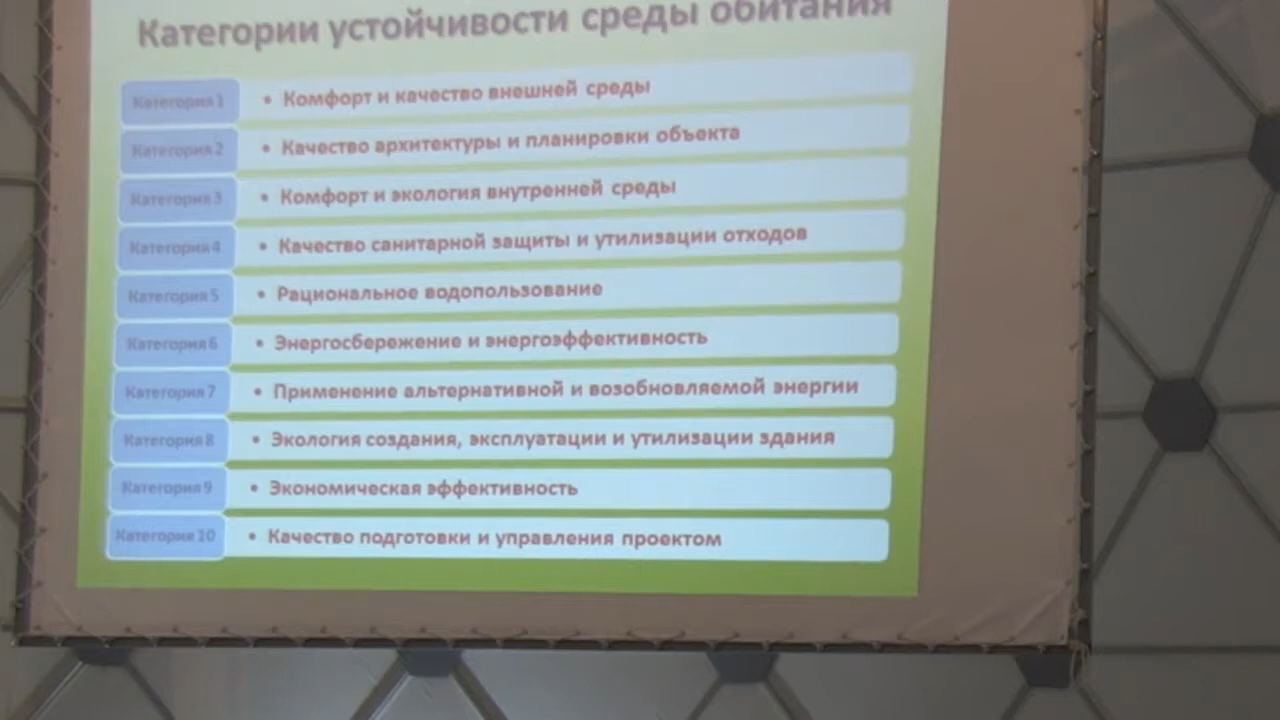 Категории устойчивости среды обитания
Категория 1 • Комфорт и качество внешней среды
Категория 2 • Качество архитектуры и планировки объекта
Категория 3 • Комфорт и экология внутренней среды
Категория 4 • Качество санитарной защиты и утилизации отходов
Категория 5 • Рациональное водопользование
Категория 6 • Энергосбережение и энергоэффективность
Категория 7 • Применение альтернативной и возобновляемой энергии
Категория 8 • Экология создания, эксплуатации и утилизации здания
Категория 9 • Экономическая эффективность
Категория 10 • Качество подготовки и управления проектом